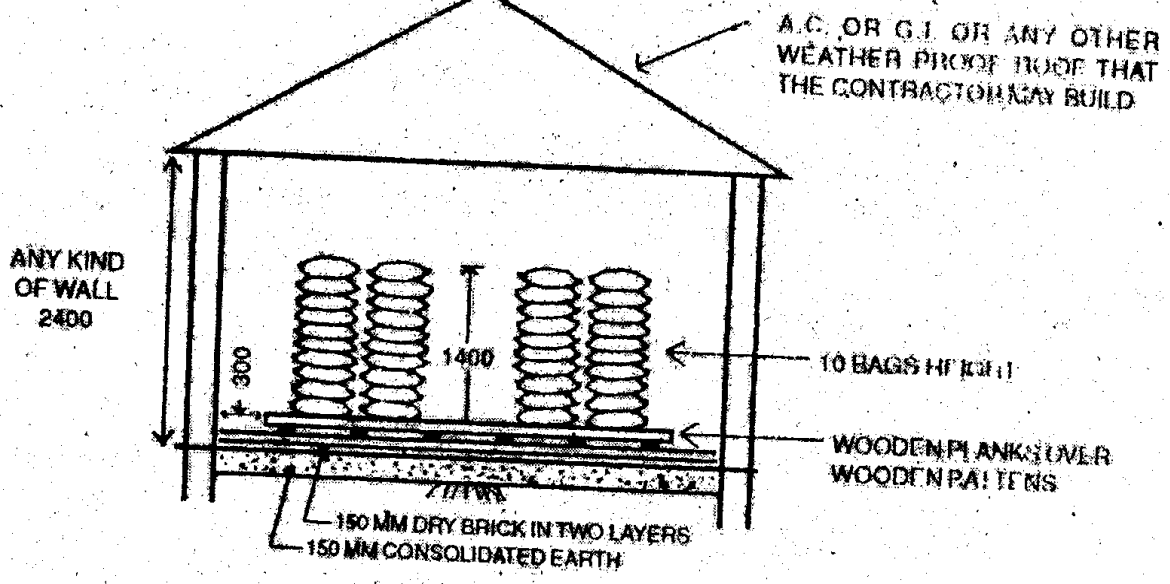 A.C. OR G.I. OR ANY OTHER
WEATHER PROOF ROOF THAT
THE CONTRACTOR MAY BUILD
ANY KIND
OF WALL
2400
300
1400
10 BAGS HEIGHT
WOODEN PLANKS OVER
WOODEN BATTENS
150 MM DRY BRICK IN TWO LAYERS
150 MM CONSOLIDATED EARTH